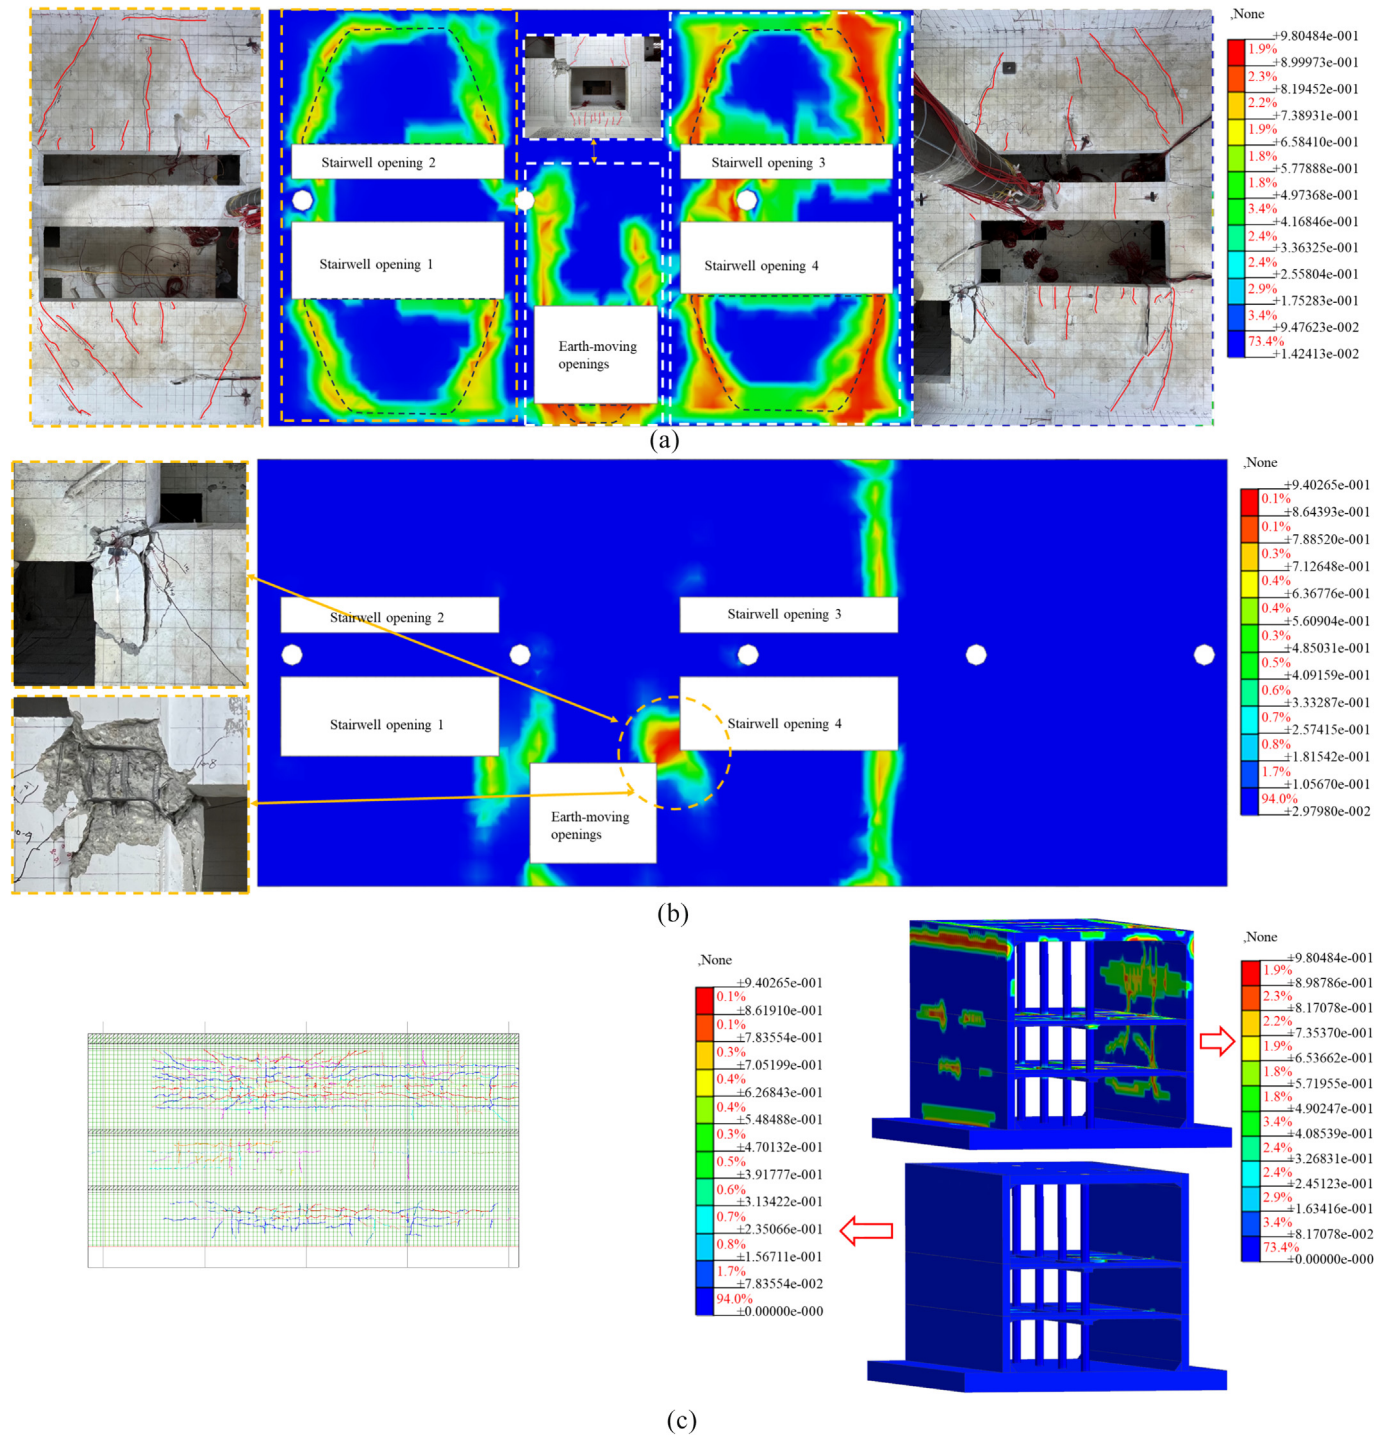 ,None
+9.80484e-001
1.9%
+8.99973e-001
2.3%
+8.19452e-001
2.2%
+7.38931e-001
1.9%
+6.58410e-001
1.8%
+5.77888e-001
1.8%
+4.97368e-001
3.4%
+4.16846e-001
2.4%
+3.36325e-001
2.4%
+2.55804e-001
2.9%
+1.75283e-001
3.4%
+9.47623e-002
73.4%
+1.42413e-002
Stairwell opening 2
Stairwell opening 3
Stairwell opening 1
Stairwell opening 4
Earth-moving
openings
(a)
,None
+9.40265e-001
0.1%
+8.64393e-001
0.1%
+7.88520e-001
0.3%
+7.12648e-001
0.4%
+6.36776e-001
0.4%
+5.60904e-001
0.3%
+4.85031e-001
0.5%
+4.09159e-001
0.6%
+3.33287e-001
0.7%
+2.57415e-001
0.8%
+1.81542e-001
1.7%
+1.05670e-001
94.0%
+2.97980e-002
Stairwell opening 2
Stairwell opening 3
Stairwell opening 1
Stairwell opening 4
Earth-moving
openings
(b)
,None
+9.40265e-001
0.1%
+8.61910e-001
0.1%
+7.83554e-001
0.3%
+7.05199e-001
0.4%
+6.26843e-001
0.4%
+5.48488e-001
0.3%
+4.70132e-001
0.5%
+3.91777e-001
0.6%
+3.13422e-001
0.7%
+2.35066e-001
0.8%
+1.56711e-001
1.7%
+7.83554e-002
94.0%
+0.00000e-000
,None
+9.80484e-001
1.9%
+8.98786e-001
2.3%
+8.17078e-001
2.2%
+7.35370e-001
1.9%
+6.53662e-001
1.8%
+5.71955e-001
1.8%
+4.90247e-001
3.4%
+4.08539e-001
2.4%
+3.26831e-001
2.4%
+2.45123e-001
2.9%
+1.63416e-001
3.4%
+8.17078e-002
73.4%
+0.00000e-000
(c)